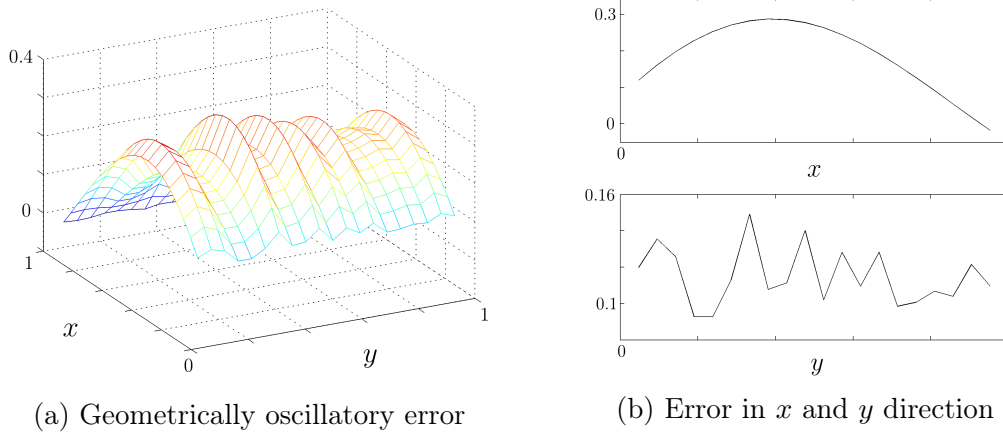 0.4
0
1
x
0
y
1
(a) Geometrically oscillatory error
0.3
0
0
x
0.16
0.1
0
y
(b) Error in x and y direction